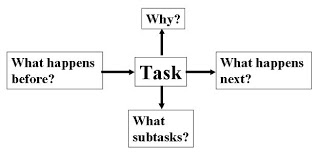 Why?
What happens
before?
Task
What happens
next?
What
subtasks?